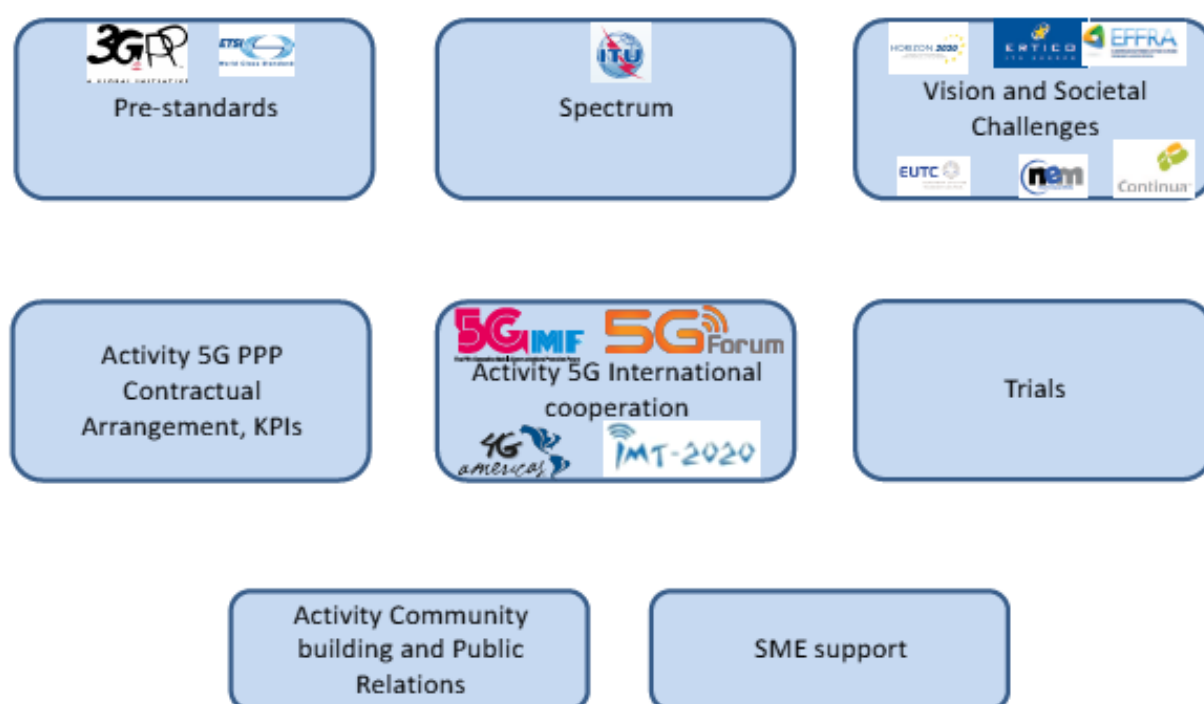 3GPP
A GLOBAL INITIATIVE
ETSI
World Class Standards
Pre-standards
ITU
Spectrum
HORIZON 2020
ERTICO
ITS EUROPE
EFFRA
Vision and Societal
Challenges
EUTC
nem
Continua
Activity 5G PPP
Contractual
Arrangement, KPIs
5G IMF
5G Forum
Activity 5G International
cooperation
4G
americas
IMT-2020
Trials
Activity Community
building and Public
Relations
SME support